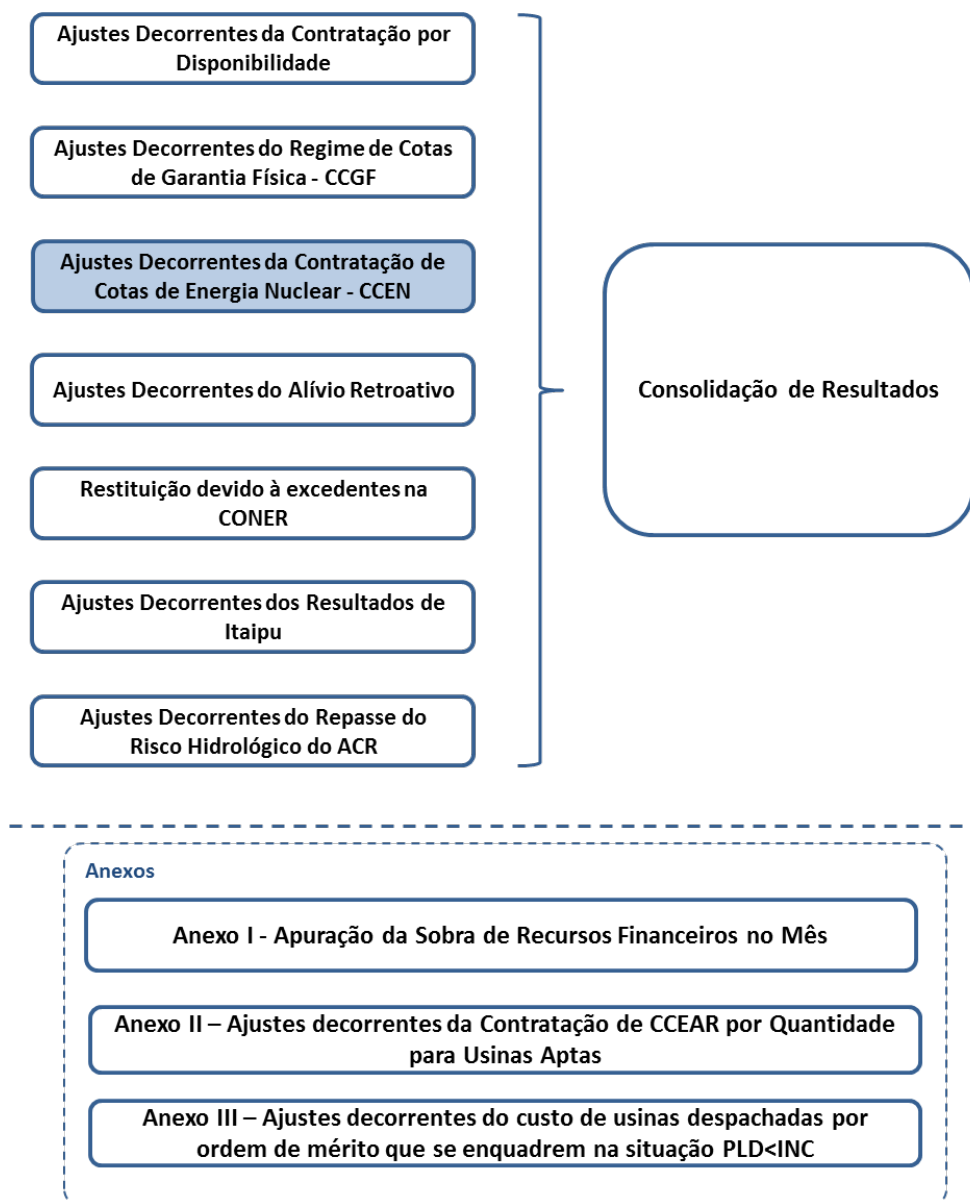 Ajustes Decorrentes da Contratação por
Disponibilidade
Ajustes Decorrentes do Regime de Cotas
de Garantia Física - CCGF
Ajustes Decorrentes da Contratação de
Cotas de Energia Nuclear - CCEN
Ajustes Decorrentes do Alívio Retroativo
Restituição devido à excedentes na
CONER
Ajustes Decorrentes dos Resultados de
Itaipu
Ajustes Decorrentes do Repasse do
Risco Hidrológico do ACR
Consolidação de Resultados
Anexos
Anexo I - Apuração da Sobra de Recursos Financeiros no Mês
Anexo II – Ajustes decorrentes da Contratação de CCEAR por Quantidade
para Usinas Aptas
Anexo III – Ajustes decorrentes do custo de usinas despachadas por
ordem de mérito que se enquadrem na situação PLD<INC